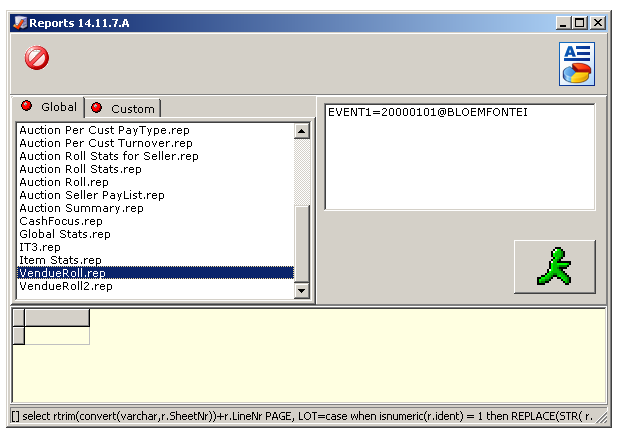 Reports 14.11.7.A
A
Global
Custom
Auction Per Cust PayType.rep
Auction Per Cust Turnover.rep
Auction Roll Stats for Seller.rep
Auction Roll Stats.rep
Auction Roll.rep
Auction Seller PayList.rep
Auction Summary.rep
CashFocus.rep
Global Stats.rep
IT3.rep
Item Stats.rep
VendueRoll.rep
VendueRoll2.rep
EVENT1=20000101@BLOEMFONTEI
[] select rtrim(convert(varchar,r.SheetNr))+r.LineNr PAGE, LOT=case when isnumeric(r.ident) = 1 then REPLACE(STR( r.